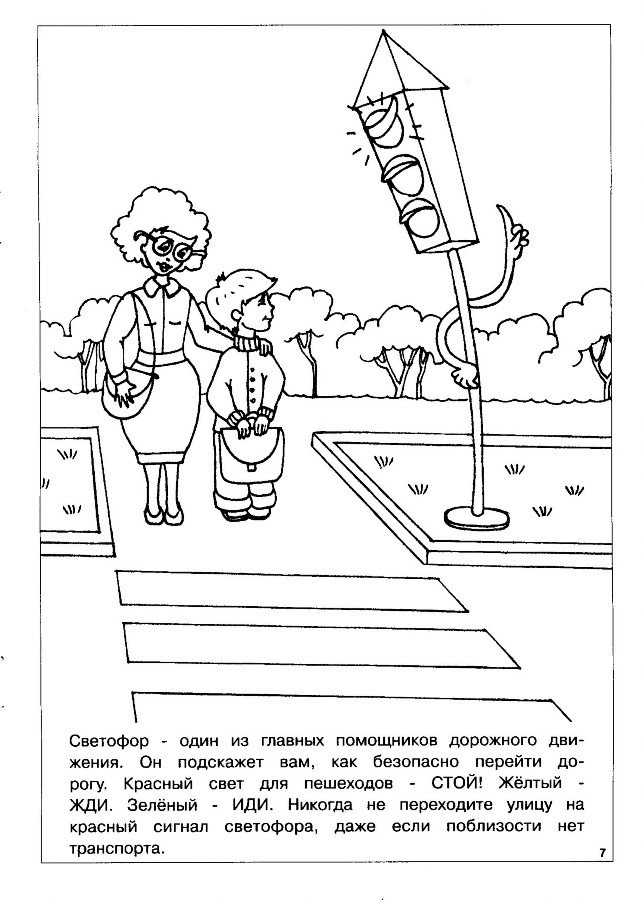 Светофор - один из главных помощников дорожного дви-
жения. Он подскажет вам, как безопасно перейти до-
рогу. Красный свет для пешеходов - СТОЙ! Жёлтый -
ЖДИ. Зелёный - ИДИ. Никогда не переходите улицу на
красный сигнал светофора, даже если поблизости нет
транспорта.
7